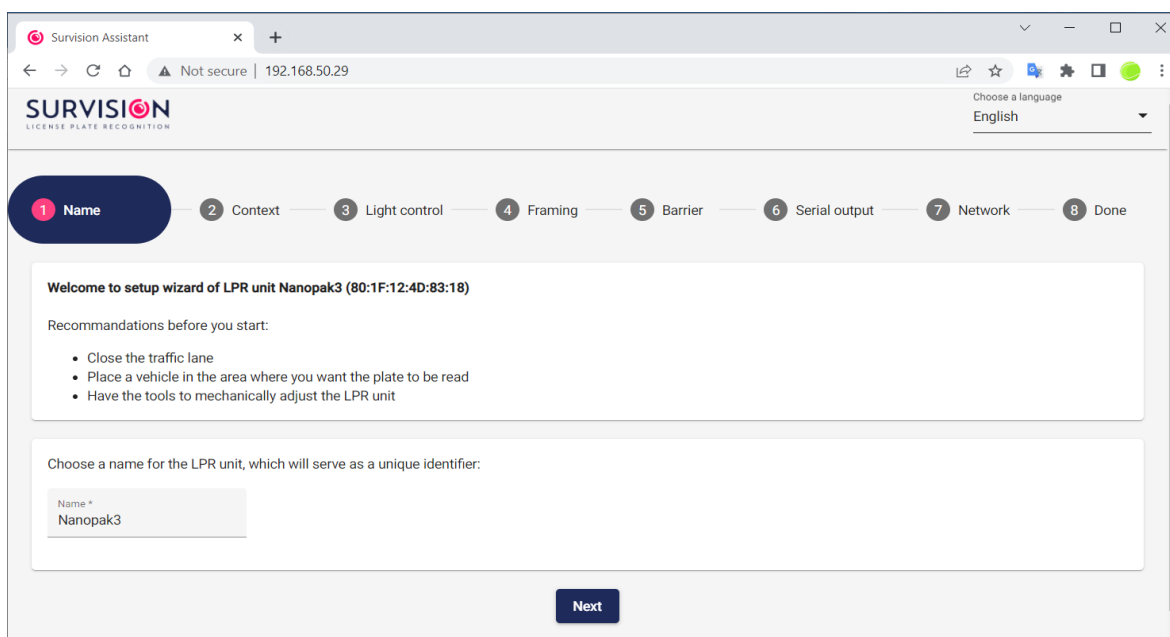 Survision Assistant
Not secure | 192.168.50.29
SURVISION
LICENSE PLATE RECOGNITION
Choose a language
English
1 Name
2 Context
3 Light control
4 Framing
5 Barrier
6 Serial output
7 Network
8 Done
Welcome to setup wizard of LPR unit Nanopak3 (80:1F:12:4D:83:18)
Recommandations before you start:
• Close the traffic lane
• Place a vehicle in the area where you want the plate to be read
• Have the tools to mechanically adjust the LPR unit
Choose a name for the LPR unit, which will serve as a unique identifier:
Name *
Nanopak3
Next